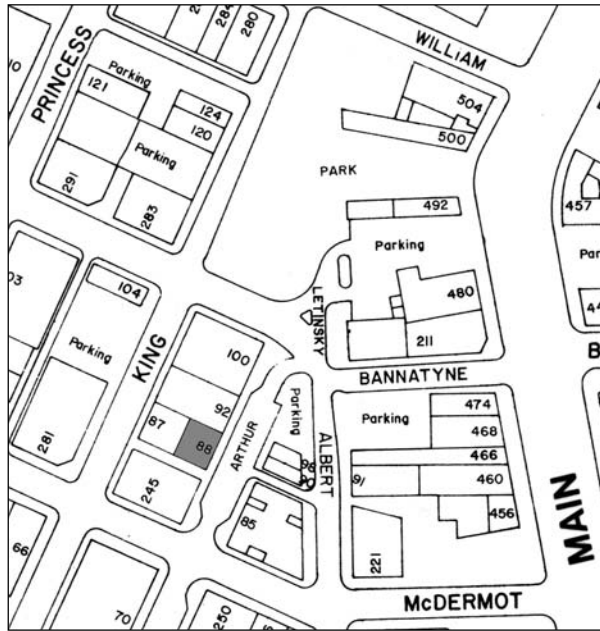 WILLIAM
280
284
PRINCESS
Parking
121
124
120
Parking
291
283
504
500
PARK
492
Parking
457
480
211
LETINSKY
BANNATYNE
104
Parking
281
KING
100
92
87
88
245
ARTHUR
Parking
ALBERT
85
Parking
474
468
466
91
460
456
221
MAIN
McDERMOT
66
70
250